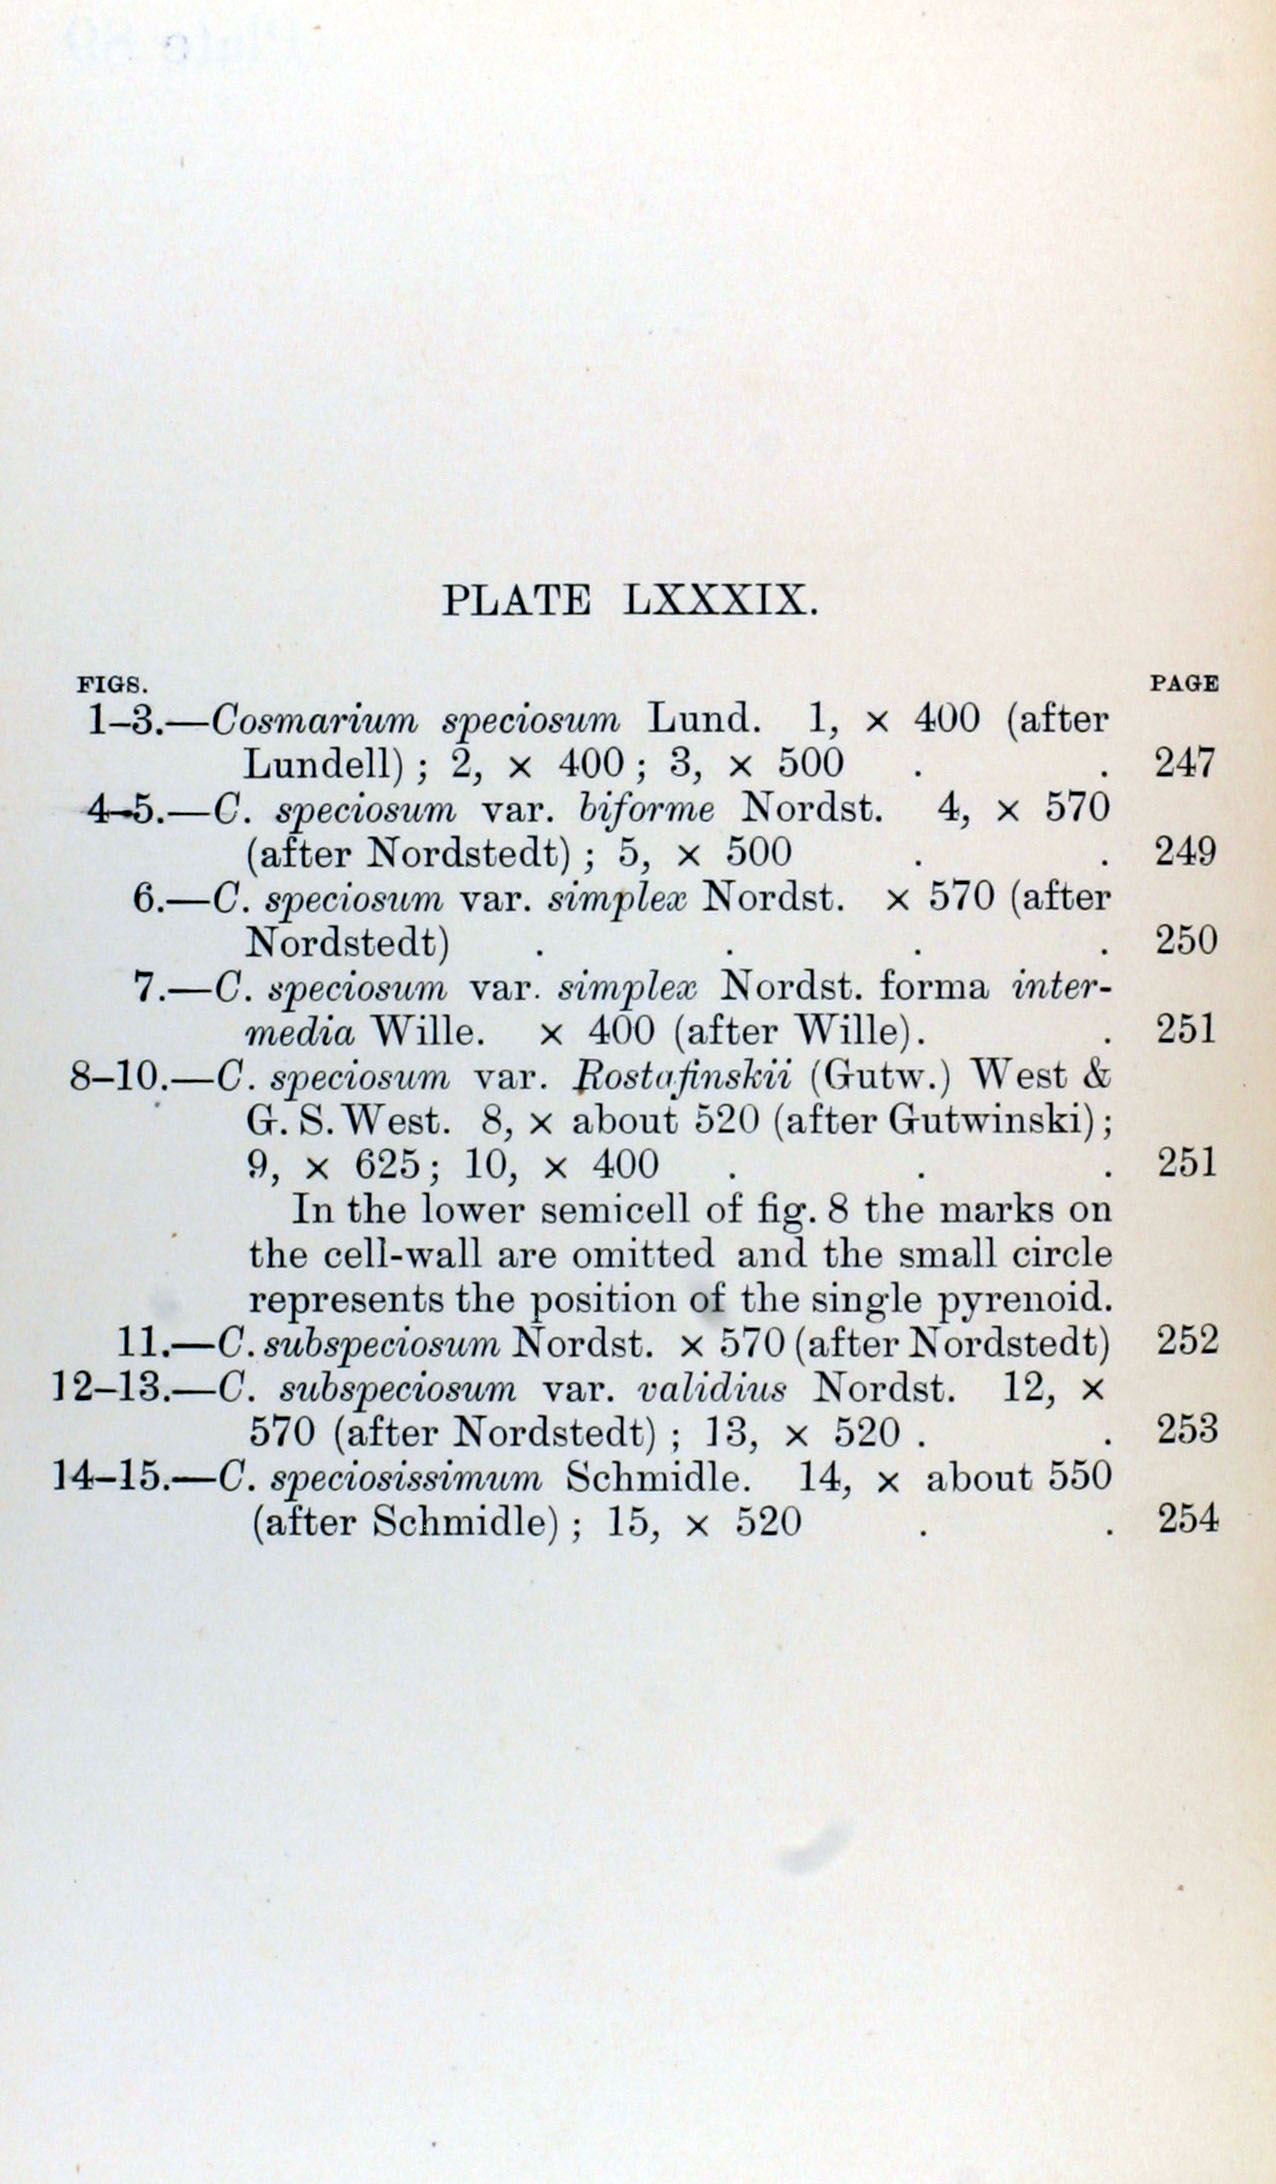 PLATE LXXXIX.
FIGS. PAGE
1–3.—Cosmarium speciosum Lund. 1, × 400 (after
Lundell) ; 2, × 400 ; 3, × 500 . . 247
4–5.—C. speciosum var. biforme Nordst. 4, × 570
(after Nordstedt) ; 5, × 500 . . 249
6.—C. speciosum var. simplex Nordst. × 570 (after
Nordstedt) . . . . 250
7.—C. speciosum var. simplex Nordst. forma inter-
media Wille. × 400 (after Wille). . 251
8–10.—C. speciosum var. Rostafinskii (Gutw.) West &
G. S. West. 8, × about 520 (after Gutwinski) ;
9, × 625 ; 10, × 400 . . . 251
In the lower semicell of fig. 8 the marks on
the cell-wall are omitted and the small circle
represents the position of the single pyrenoid.
11.—C. subspeciosum Nordst. × 570 (after Nordstedt) 252
12–13.—C. subspeciosum var. validius Nordst. 12, ×
570 (after Nordstedt) ; 13, × 520 . . 253
14–15.—C. speciosissimum Schmidle. 14, × about 550
(after Schmidle) ; 15, × 520 . . 254